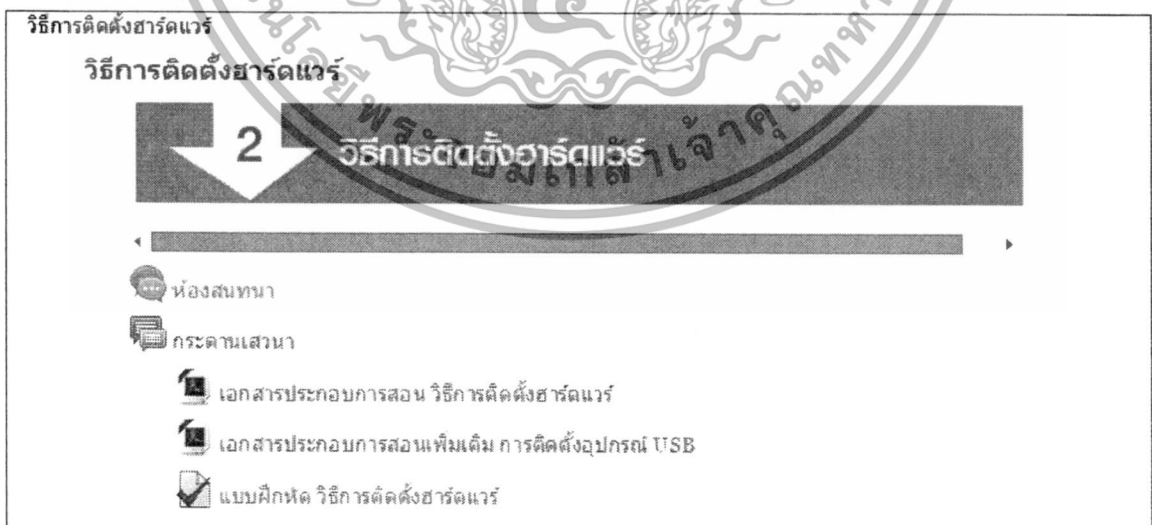 วิธีการติดตั้งฮาร์ดแวร์
วิธีการติดตั้งฮาร์ดแวร์
2 วิธีการติดตั้งฮาร์ดแวร์
ห้องสนทนา
กระดานเสวนา
เอกสารประกอบการสอน วิธีการติดตั้งฮาร์ดแวร์
เอกสารประกอบการสอนเพิ่มเติม การติดตั้งอุปกรณ์ USB
แบบฝึกหัด วิธีการติดตั้งฮาร์ดแวร์